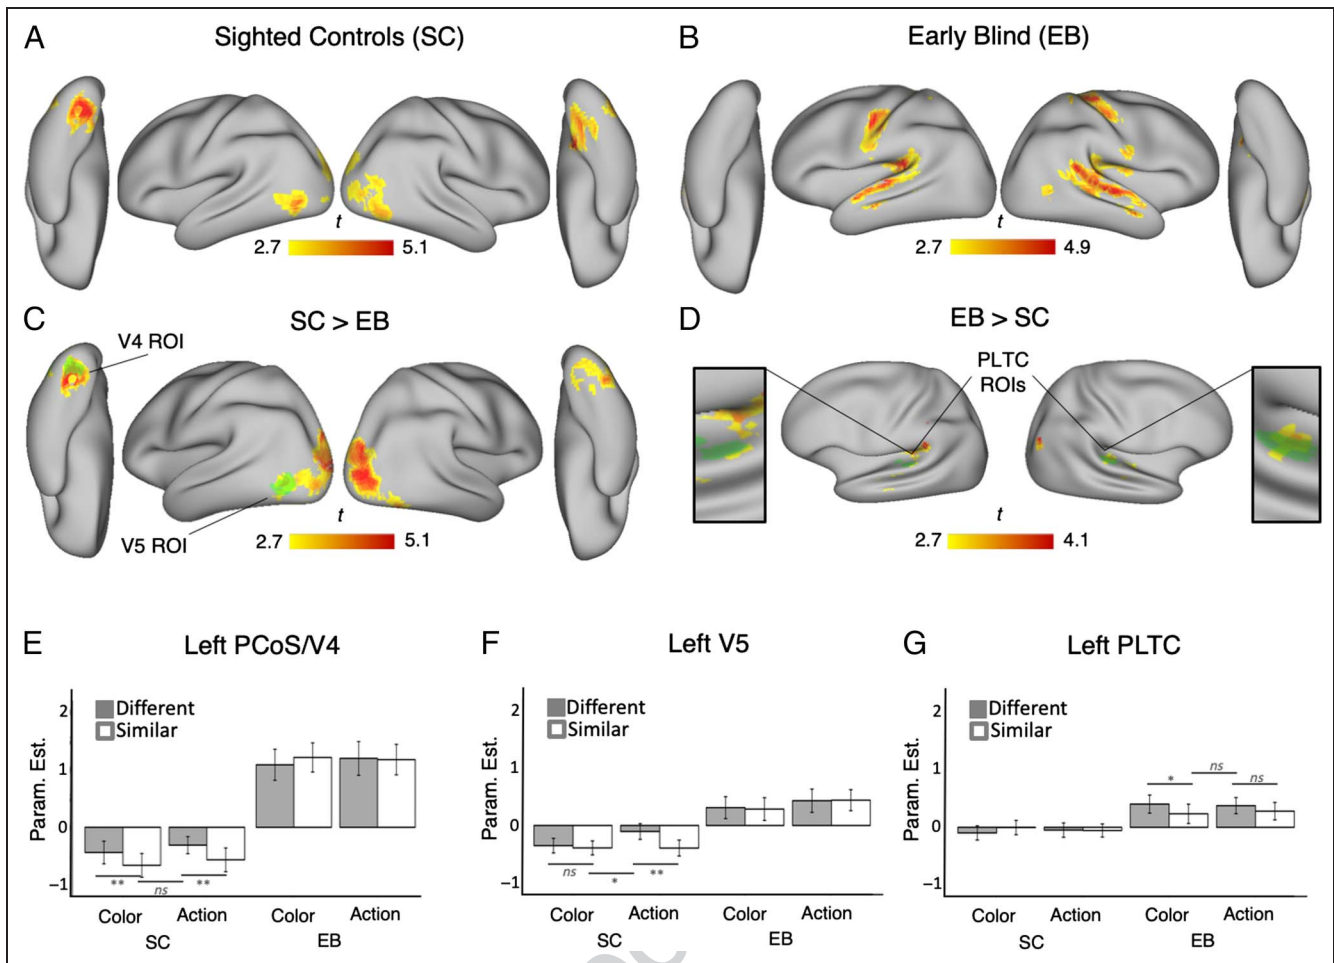 A
Sighted Controls (SC)
B
Early Blind (EB)
t
2.7
5.1
t
2.7
4.9
C
SC > EB
V4 ROI
V5 ROI
t
2.7
5.1
D
EB > SC
PLTC
ROIs
t
2.7
4.1
E
Left PCoS/V4
Different
Similar
Param. Est.
2
1
0
−1
**
ns
**
Color
Action
Color
Action
SC
EB
F
Left V5
Different
Similar
Param. Est.
2
1
0
−1
ns
*
**
Color
Action
Color
Action
SC
EB
G
Left PLTC
Different
Similar
Param. Est.
2
1
0
−1
*
ns
ns
Color
Action
Color
Action
SC
EB